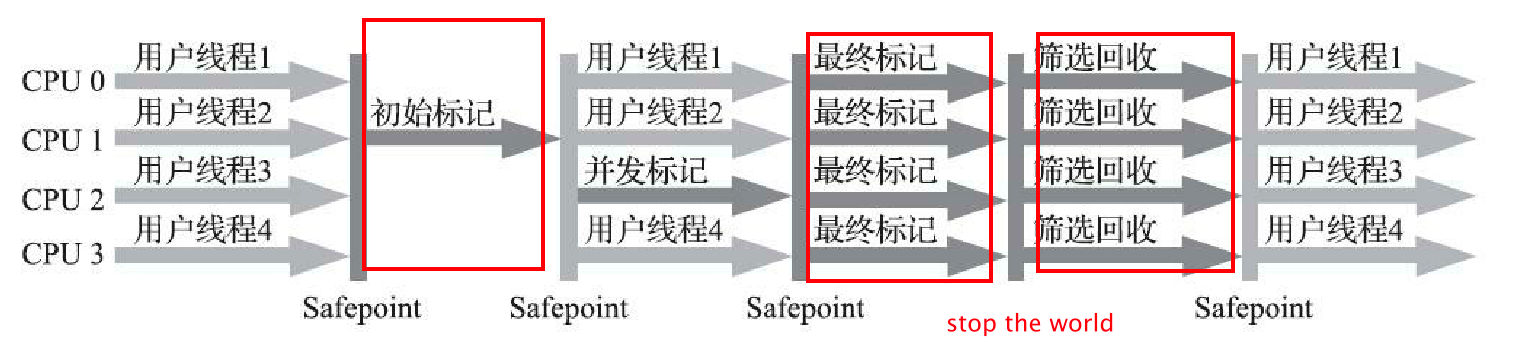 用户线程1 用户线程1 最终标记 筛选回收 用户线程1
CPU 0
用户线程2 初始标记 用户线程2 最终标记 筛选回收 用户线程2
CPU 1
用户线程3 并发标记 最终标记 筛选回收 用户线程3
CPU 2
用户线程4 用户线程4 最终标记 筛选回收 用户线程4
CPU 3
Safepoint Safepoint Safepoint Safepoint
stop the world